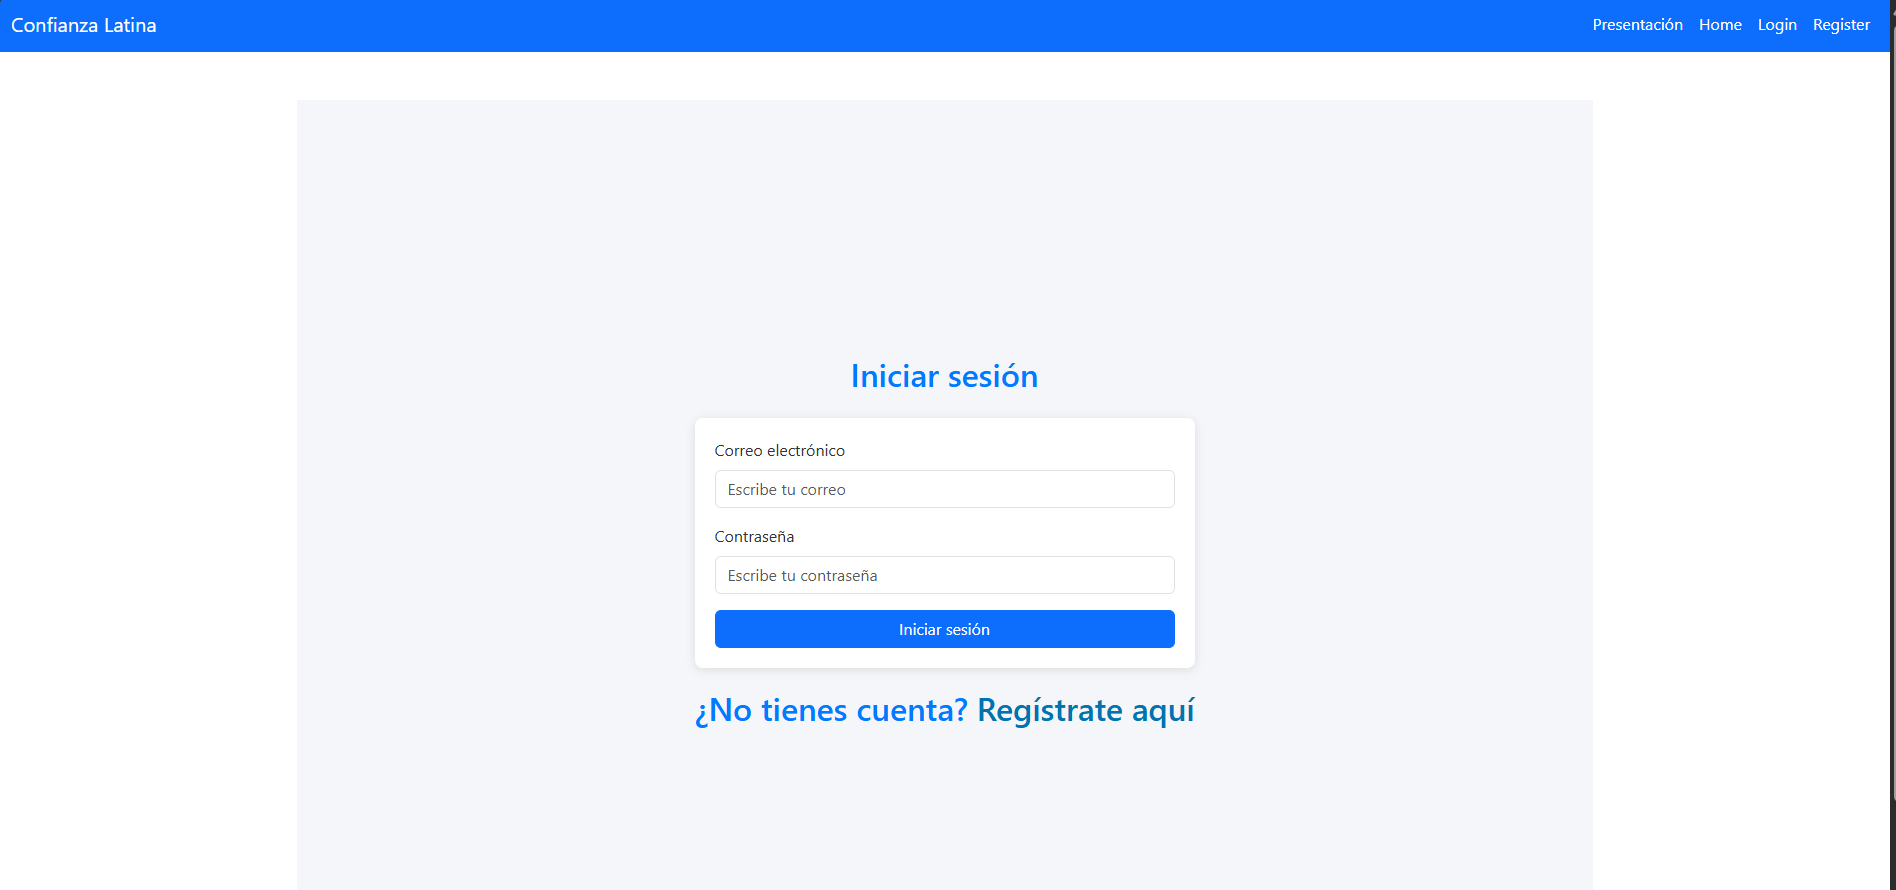 Confianza Latina
Presentación Home Login Register
Iniciar sesión
Correo electrónico
Escribe tu correo
Contraseña
Escribe tu contraseña
Iniciar sesión
¿No tienes cuenta? Regístrate aquí